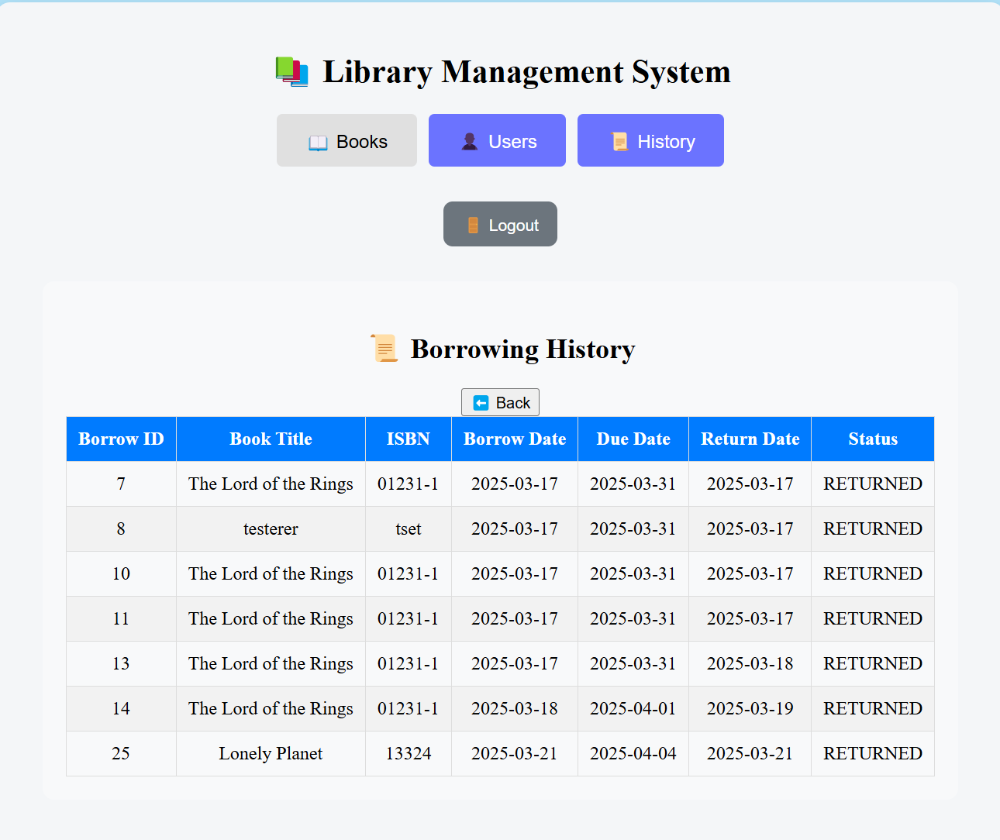 Library Management System
Books Users History
Logout
Borrowing History
Back
Borrow ID Book Title ISBN Borrow Date Due Date Return Date Status
7 The Lord of the Rings 01231-1 2025-03-17 2025-03-31 2025-03-17 RETURNED
8 testerer tset 2025-03-17 2025-03-31 2025-03-17 RETURNED
10 The Lord of the Rings 01231-1 2025-03-17 2025-03-31 2025-03-17 RETURNED
11 The Lord of the Rings 01231-1 2025-03-17 2025-03-31 2025-03-17 RETURNED
13 The Lord of the Rings 01231-1 2025-03-17 2025-03-31 2025-03-18 RETURNED
14 The Lord of the Rings 01231-1 2025-03-18 2025-04-01 2025-03-19 RETURNED
25 Lonely Planet 13324 2025-03-21 2025-04-04 2025-03-21 RETURNED